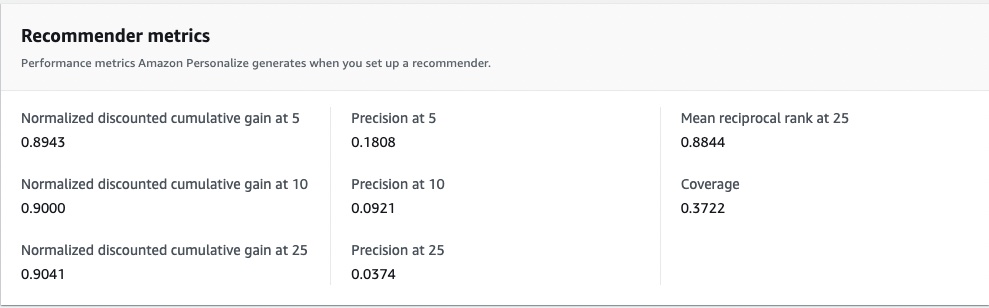 Recommender metrics
Performance metrics Amazon Personalize generates when you set up a recommender.
Normalized discounted cumulative gain at 5
0.8943
Normalized discounted cumulative gain at 10
0.9000
Normalized discounted cumulative gain at 25
0.9041
Precision at 5
0.1808
Precision at 10
0.0921
Precision at 25
0.0374
Mean reciprocal rank at 25
0.8844
Coverage
0.3722